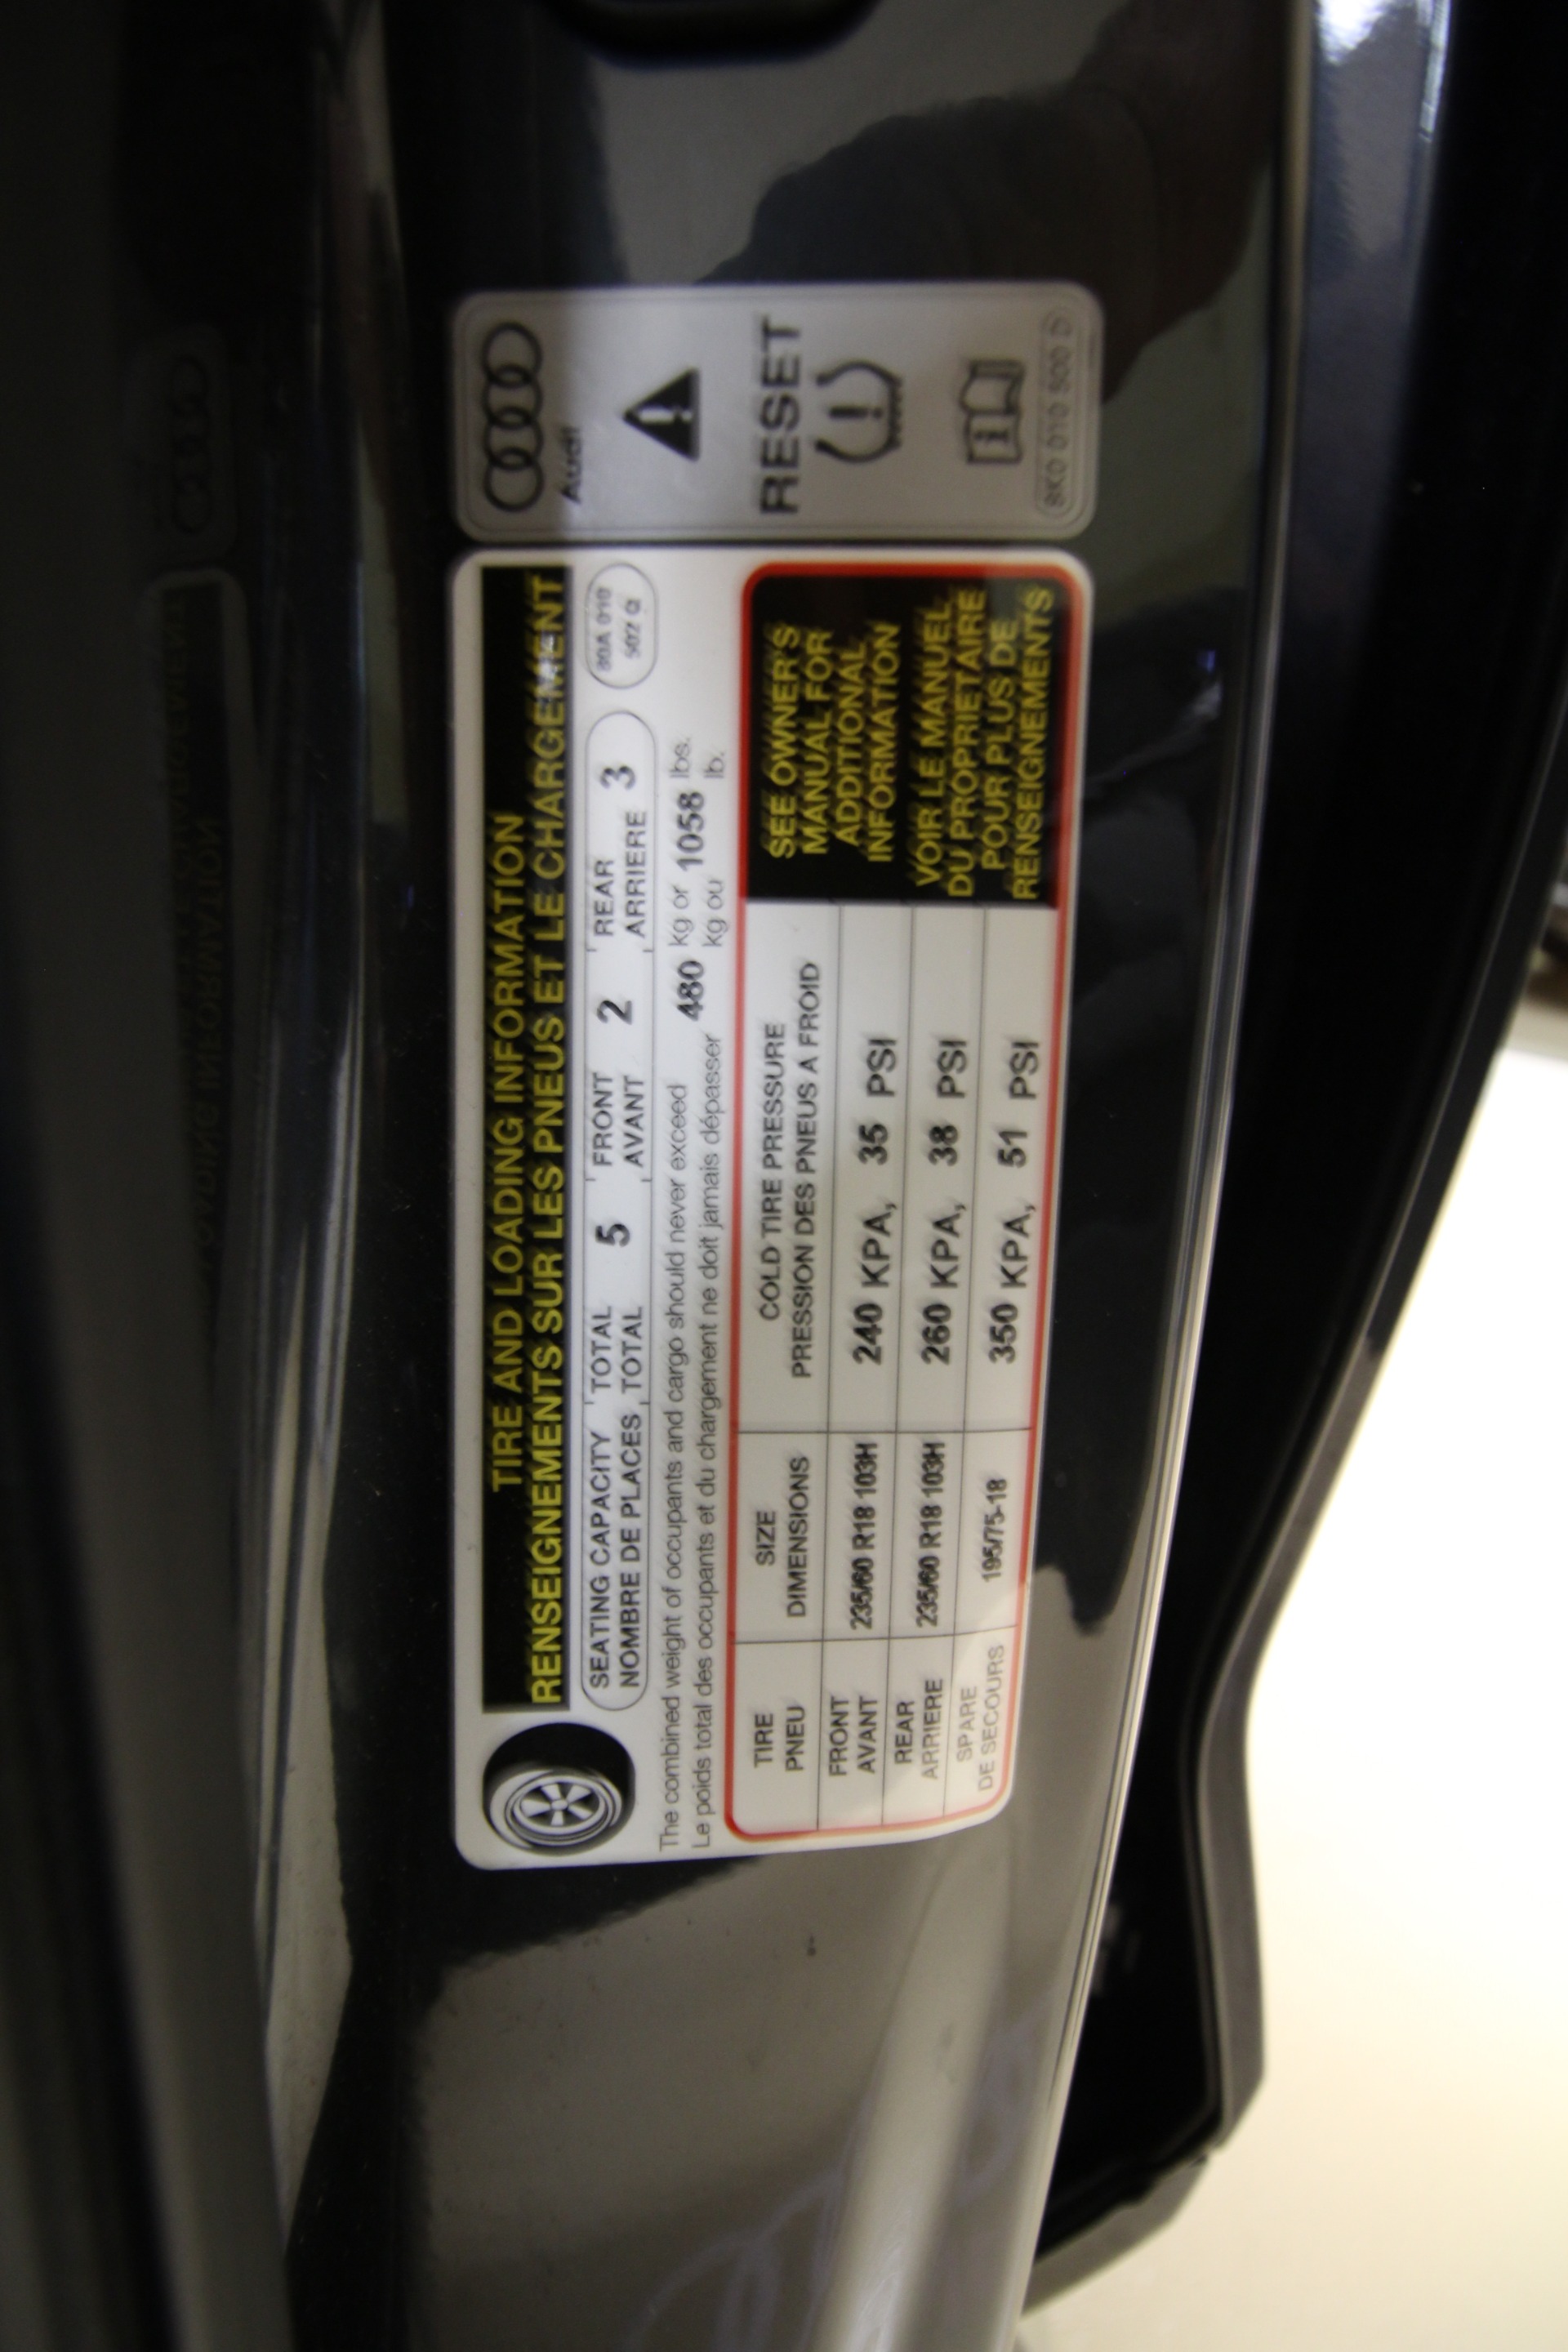 TIRE AND LOADING INFORMATION
RENSEIGNEMENTS SUR LES PNEUS ET LE CHARGEMENT
SEATING CAPACITY TOTAL 5 FRONT 2 REAR 3
NOMBRE DE PLACES TOTAL AVANT ARRIERE
80A 010
502 Q
The combined weight of occupants and cargo should never exceed 480 kg or 1058 lbs.
Le poids total des occupants et du chargement ne doit jamais dépasser kg ou lb.
TIRE SIZE COLD TIRE PRESSURE
PNEU DIMENSIONS PRESSION DES PNEUS A FROID
FRONT
AVANT 235/60 R18 103H 240 KPA, 35 PSI
REAR
ARRIERE 235/60 R18 103H 260 KPA, 38 PSI
SPARE
DE SECOURS 195/75-18 350 KPA, 51 PSI
SEE OWNER'S
MANUAL FOR
ADDITIONAL
INFORMATION
VOIR LE MANUEL
DU PROPRIETAIRE
POUR PLUS DE
RENSEIGNEMENTS
Audi
RESET
8K0 010 500 D